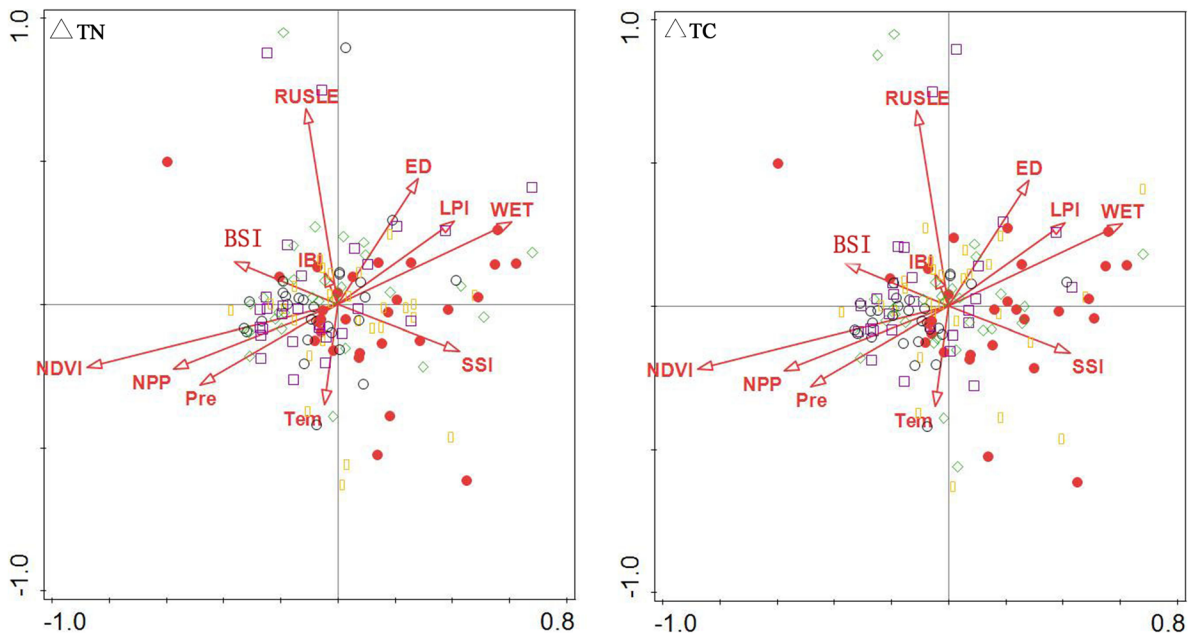 1.0
△ TN
RUSLE
ED
LPI
WET
BSI
IBI
NDVI
NPP
Pre
SSI
Tem
-1.0
-1.0
0.8
1.0
△ TC
RUSLE
ED
LPI
WET
BSI
IBI
NDVI
NPP
Pre
SSI
Tem
-1.0
-1.0
0.8